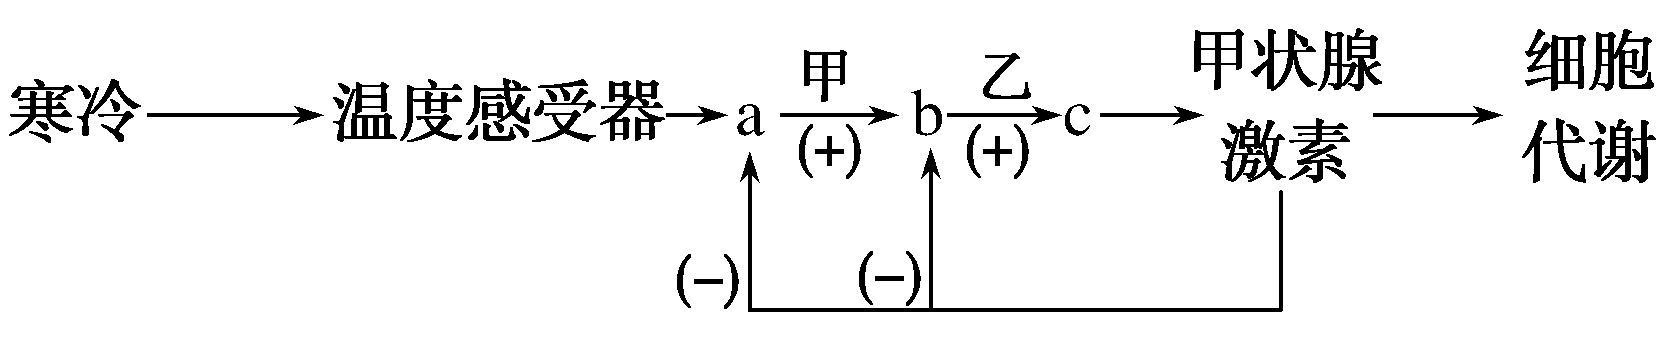 寒冷 温度感受器 a 甲 (+) b 乙 (+) c 甲状腺 细胞
激素 代谢
(−) (−)